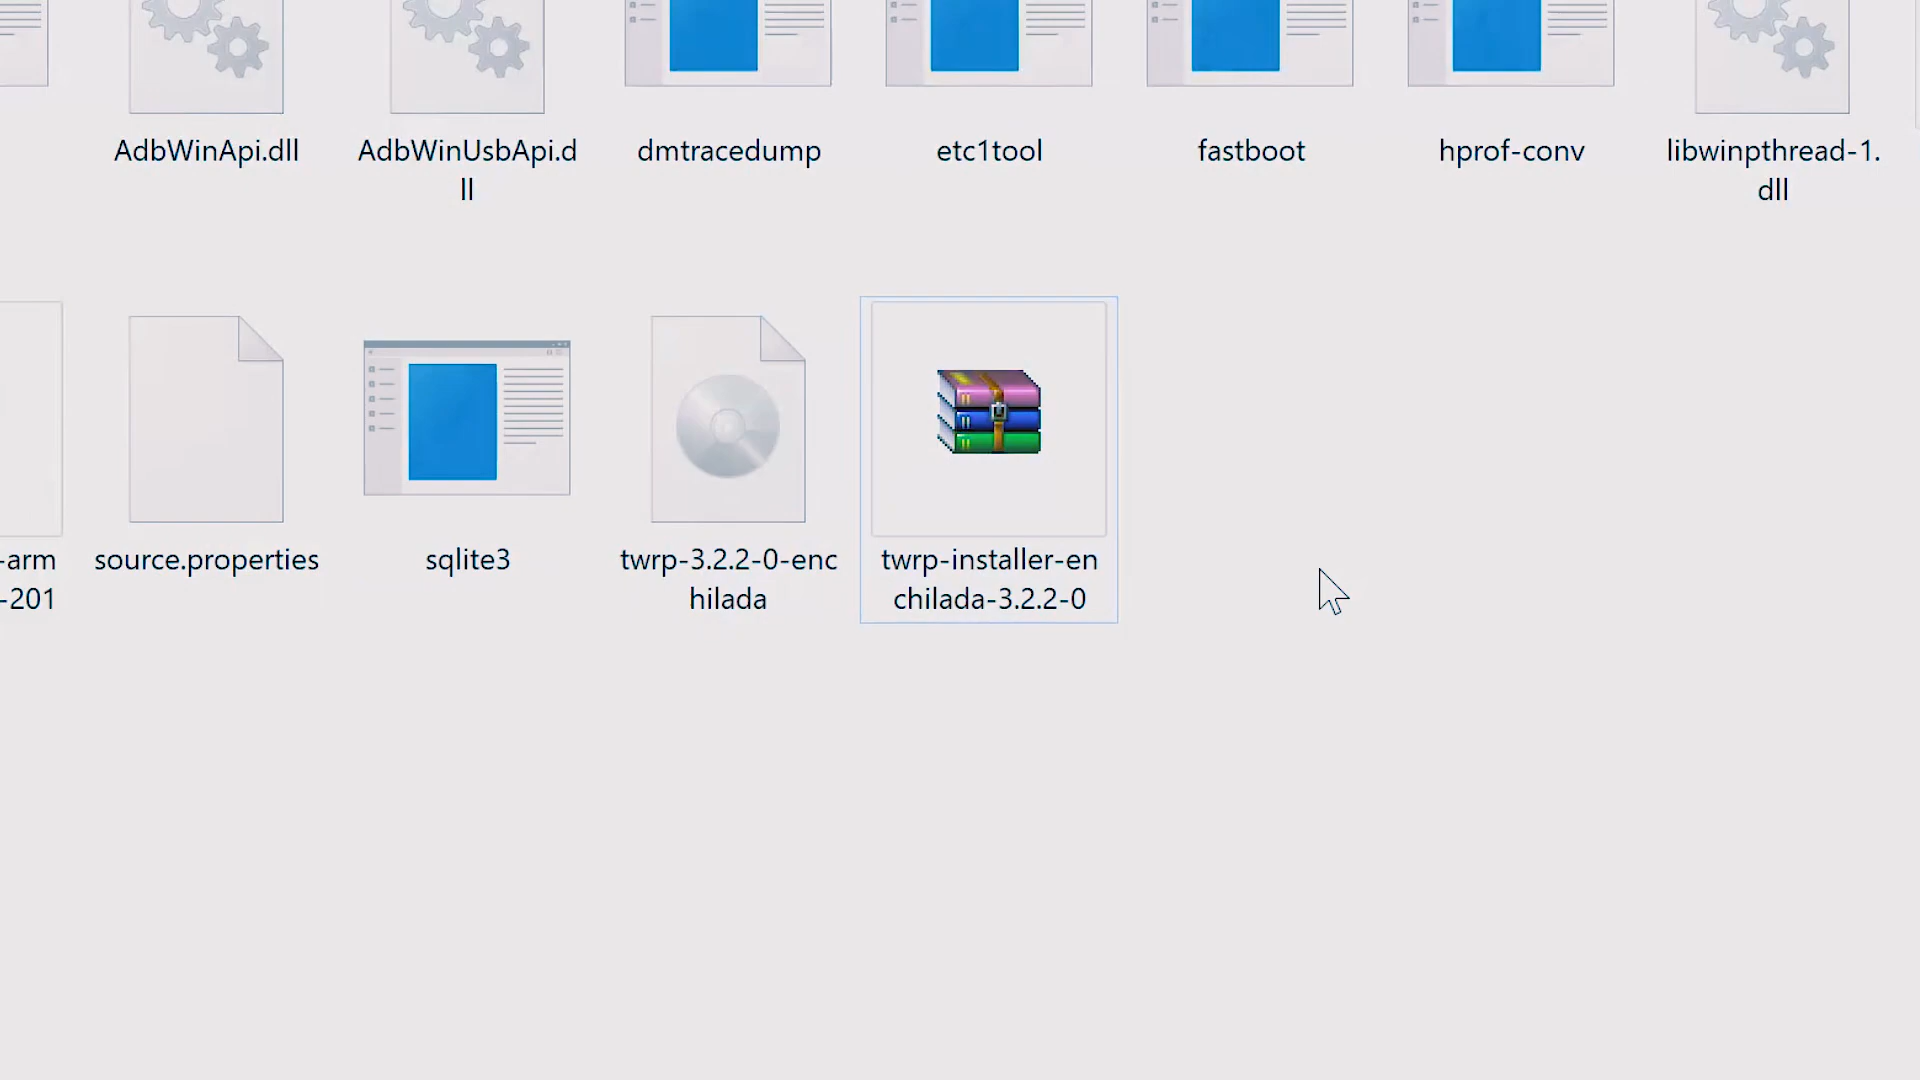 AdbWinApi.dll
AdbWinUsbApi.d
ll
dmtracedump
etc1tool
fastboot
hprof-conv
libwinpthread-1.
dll
-arm
-201
source.properties
sqlite3
twrp-3.2.2-0-enc
hilada
twrp-installer-en
chilada-3.2.2-0